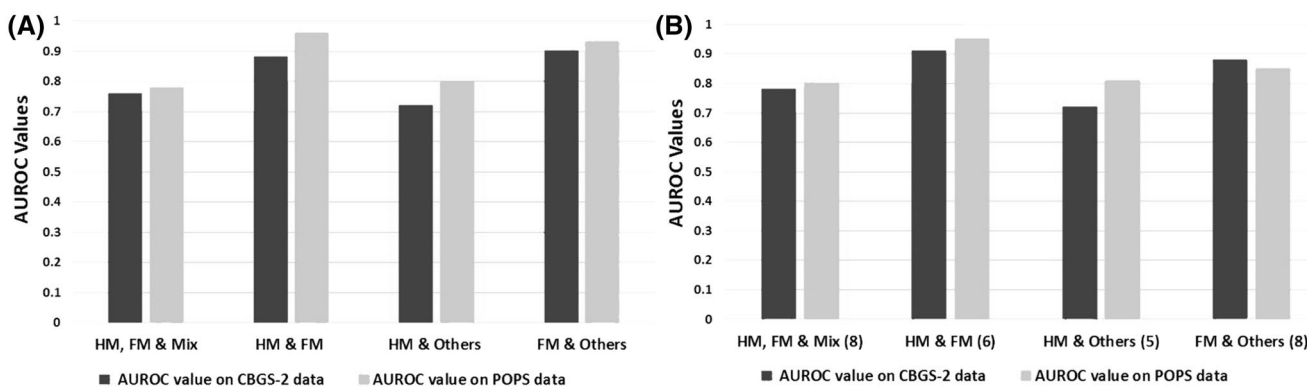 (A)
AUROC Values
1
0.9
0.8
0.7
0.6
0.5
0.4
0.3
0.2
0.1
0
HM, FM & Mix HM & FM HM & Others FM & Others
AUROC value on CBGS-2 data AUROC value on POPS data
(B)
AUROC Values
1
0.9
0.8
0.7
0.6
0.5
0.4
0.3
0.2
0.1
0
HM, FM & Mix (8) HM & FM (6) HM & Others (5) FM & Others (8)
AUROC value on CBGS-2 data AUROC value on POPS data